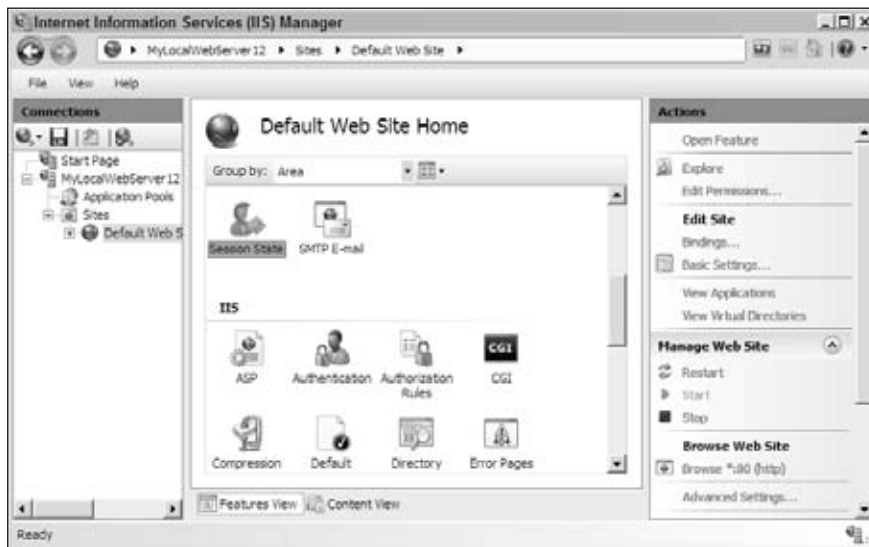 Internet Information Services (IIS) Manager
MyLocalWebServer12 Sites Default Web Site
File View Help
Connections
Start Page
MyLocalWebServer12
Application Pools
Sites
Default Web S
Default Web Site Home
Group by: Area
Session State
SMTP E-mail
IIS
ASP
Authentication
Authorization
Rules
CGI
Compression
Default
Directory
Error Pages
Features View
Content View
Actions
Open Feature
Explore
Edit Permissions...
Edit Site
Bindings...
Basic Settings...
View Applications
View Virtual Directories
Manage Web Site
Restart
Start
Stop
Browse Web Site
Browse *:80 (http)
Advanced Settings...
Ready